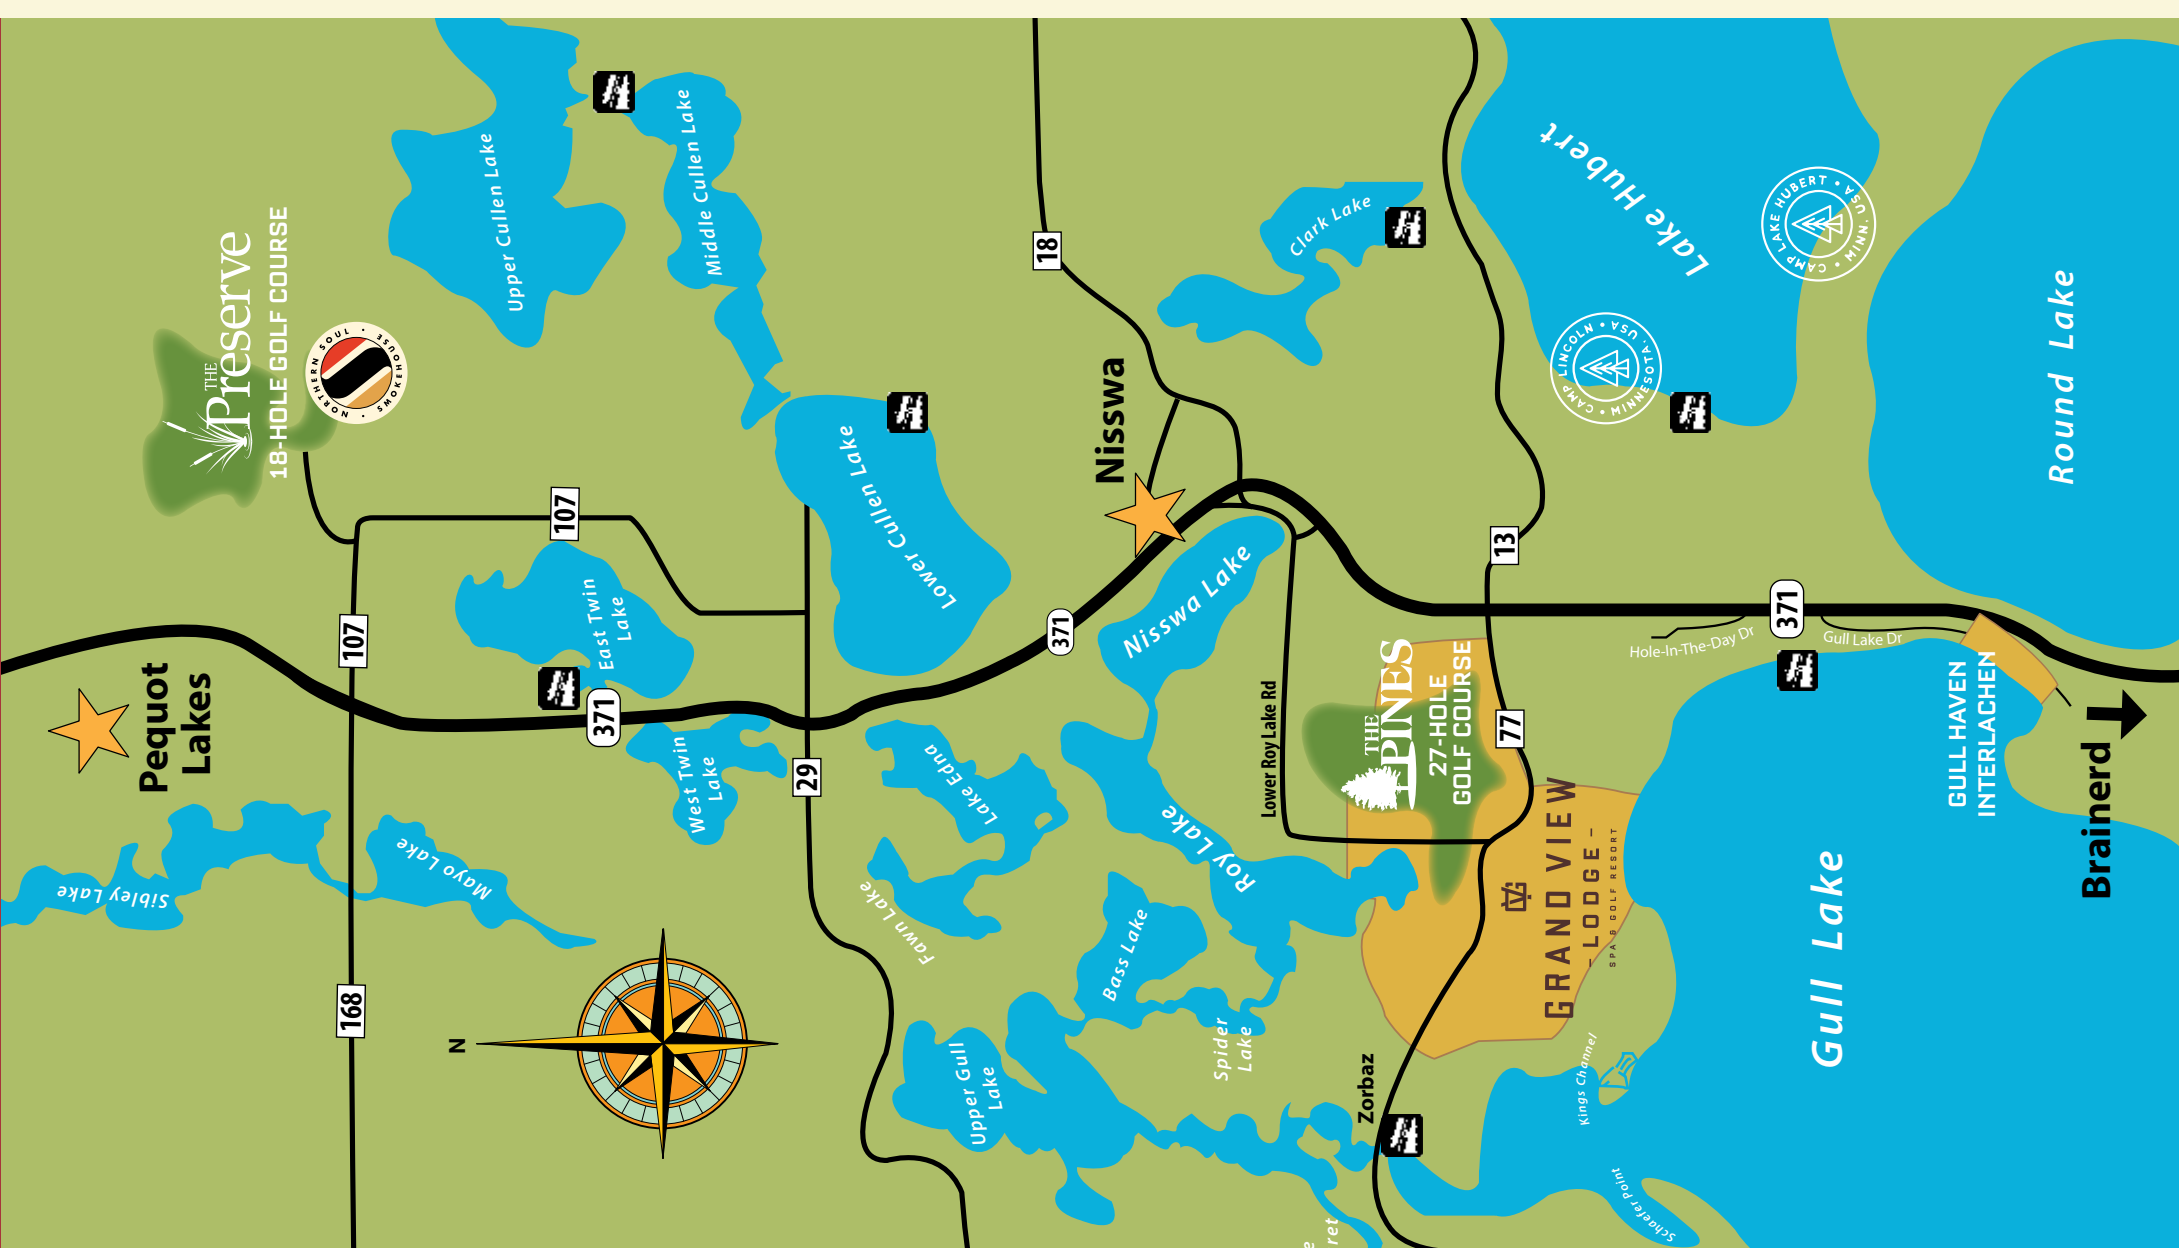 Pequot
Lakes
Sibley Lake
Mayo Lake
168
107
107
THE
Preserve
18-HOLE GOLF COURSE
NORTHERN SOUL • SMOKEHOUSE •
N
Upper Cullen Lake
Middle Cullen Lake
Lower Cullen Lake
East Twin
Lake
West Twin
Lake
371
29
Lake Edna
Fawn Lake
Upper Gull
Lake
Bass Lake
Spider
Lake
Roy Lake
Nisswa Lake
371
Nisswa
18
Clark Lake
13
Lower Roy Lake Rd
THE
PINES
27-HOLE
GOLF COURSE
77
GRAND VIEW
– LODGE –
SPA & GOLF RESORT
Zorbaz
ret
Kings Channel
Schaefer Point
Gull Lake
Lake Hubert
CAMP LINCOLN • MINNESOTA, USA •
CAMP LAKE HUBERT • MINN., USA •
Round Lake
371
Hole-In-The-Day Dr
Gull Lake Dr
GULL HAVEN
INTERLACHEN
Brainerd